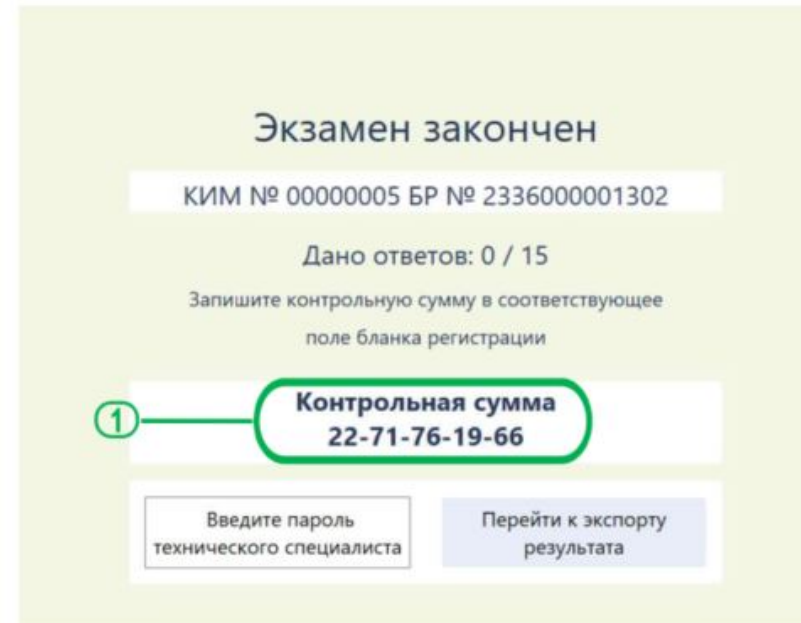 Экзамен закончен
КИМ № 00000005 БР № 2336000001302
Дано ответов: 0 / 15
Запишите контрольную сумму в соответствующее
поле бланка регистрации
1
Контрольная сумма
22-71-76-19-66
Введите пароль
технического специалиста
Перейти к экспорту
результата